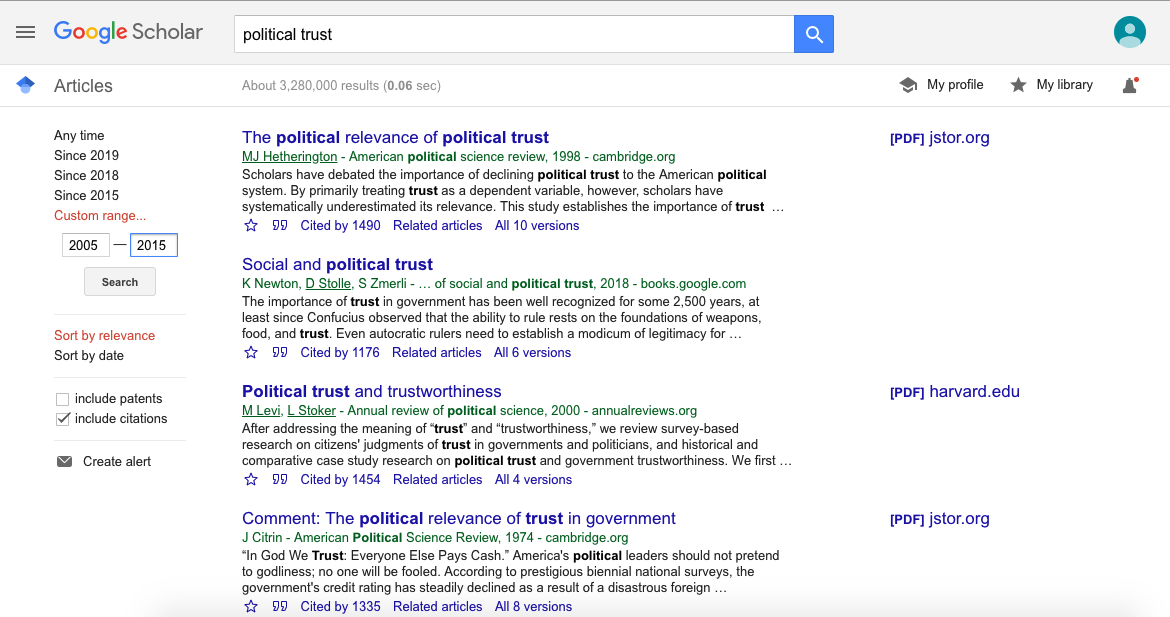 Google Scholar
political trust
Articles
About 3,280,000 results (0.06 sec)
My profile
My library
Any time
Since 2019
Since 2018
Since 2015
Custom range...
2005 — 2015
Search
Sort by relevance
Sort by date
include patents
include citations
Create alert
The political relevance of political trust
MJ Hetherington - American political science review, 1998 - cambridge.org
Scholars have debated the importance of declining political trust to the American political
system. By primarily treating trust as a dependent variable, however, scholars have
systematically underestimated its relevance. This study establishes the importance of trust …
Cited by 1490 Related articles All 10 versions
[PDF] jstor.org
Social and political trust
K Newton, D Stolle, S Zmerli - … of social and political trust, 2018 - books.google.com
The importance of trust in government has been well recognized for some 2,500 years, at
least since Confucius observed that the ability to rule rests on the foundations of weapons,
food, and trust. Even autocratic rulers need to establish a modicum of legitimacy for …
Cited by 1176 Related articles All 6 versions
Political trust and trustworthiness
M Levi, L Stoker - Annual review of political science, 2000 - annualreviews.org
After addressing the meaning of “trust” and “trustworthiness,” we review survey-based
research on citizens' judgments of trust in governments and politicians, and historical and
comparative case study research on political trust and government trustworthiness. We first …
Cited by 1454 Related articles All 4 versions
[PDF] harvard.edu
Comment: The political relevance of trust in government
J Citrin - American Political Science Review, 1974 - cambridge.org
“In God We Trust: Everyone Else Pays Cash.” America's political leaders should not pretend
to godliness; no one will be fooled. According to prestigious biennial national surveys, the
government's credit rating has steadily declined as a result of a disastrous foreign …
Cited by 1335 Related articles All 8 versions
[PDF] jstor.org